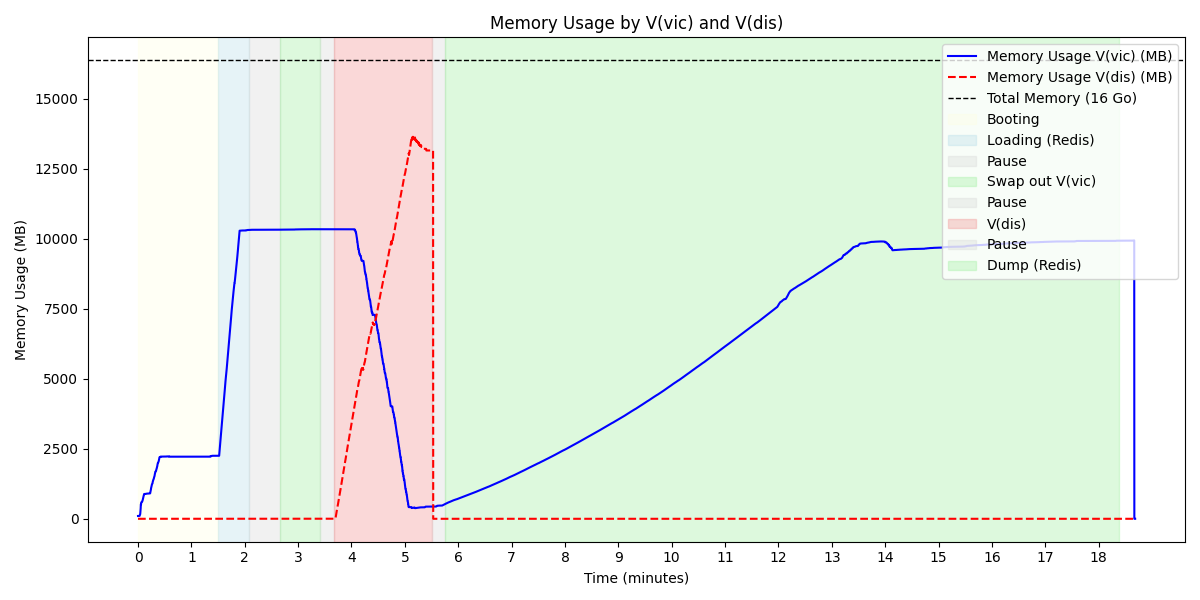 Memory Usage by V(vic) and V(dis)
Memory Usage (MB)
15000
12500
10000
7500
5000
2500
0
Memory Usage V(vic) (MB)
Memory Usage V(dis) (MB)
Total Memory (16 Go)
Booting
Loading (Redis)
Pause
Swap out V(vic)
Pause
V(dis)
Pause
Dump (Redis)
0 1 2 3 4 5 6 7 8 9 10 11 12 13 14 15 16 17 18
Time (minutes)